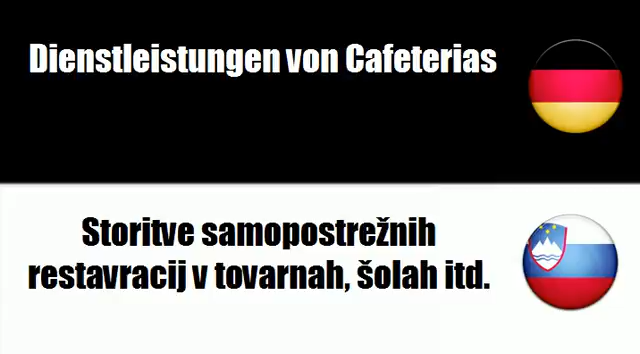 Dienstleistungen von Cafeterias
Storitve samopostrežnih
restavracij v tovarnah, šolah itd.